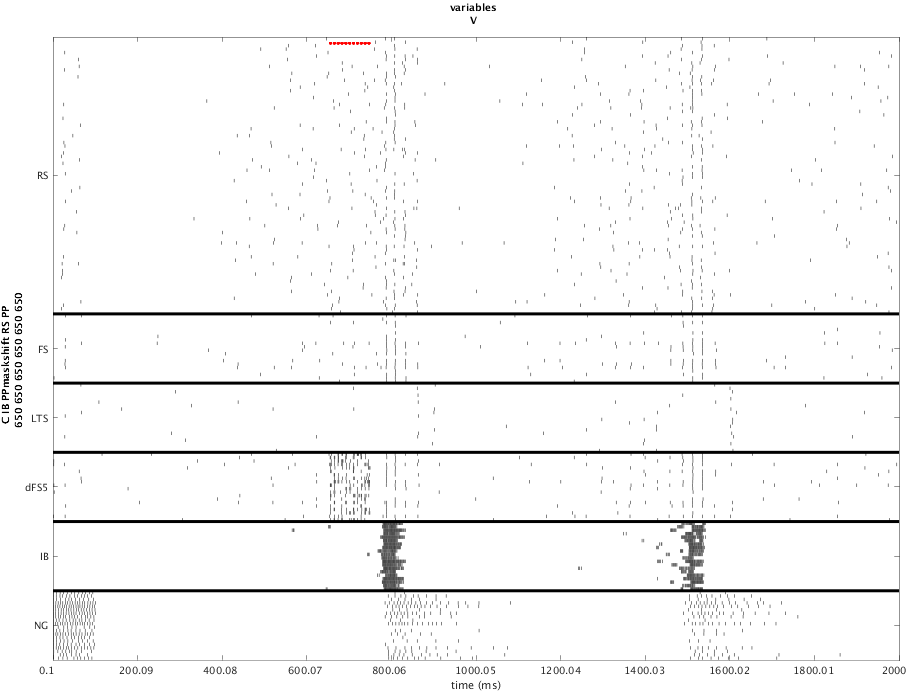 variables
V
C IB PPmaskshift RS PP
650 650 650 650 650 650 650
RS
FS
LTS
dFS5
IB
NG
0.1 200.09 400.08 600.07 800.06 1000.05 1200.04 1400.03 1600.02 1800.01 2000
time (ms)